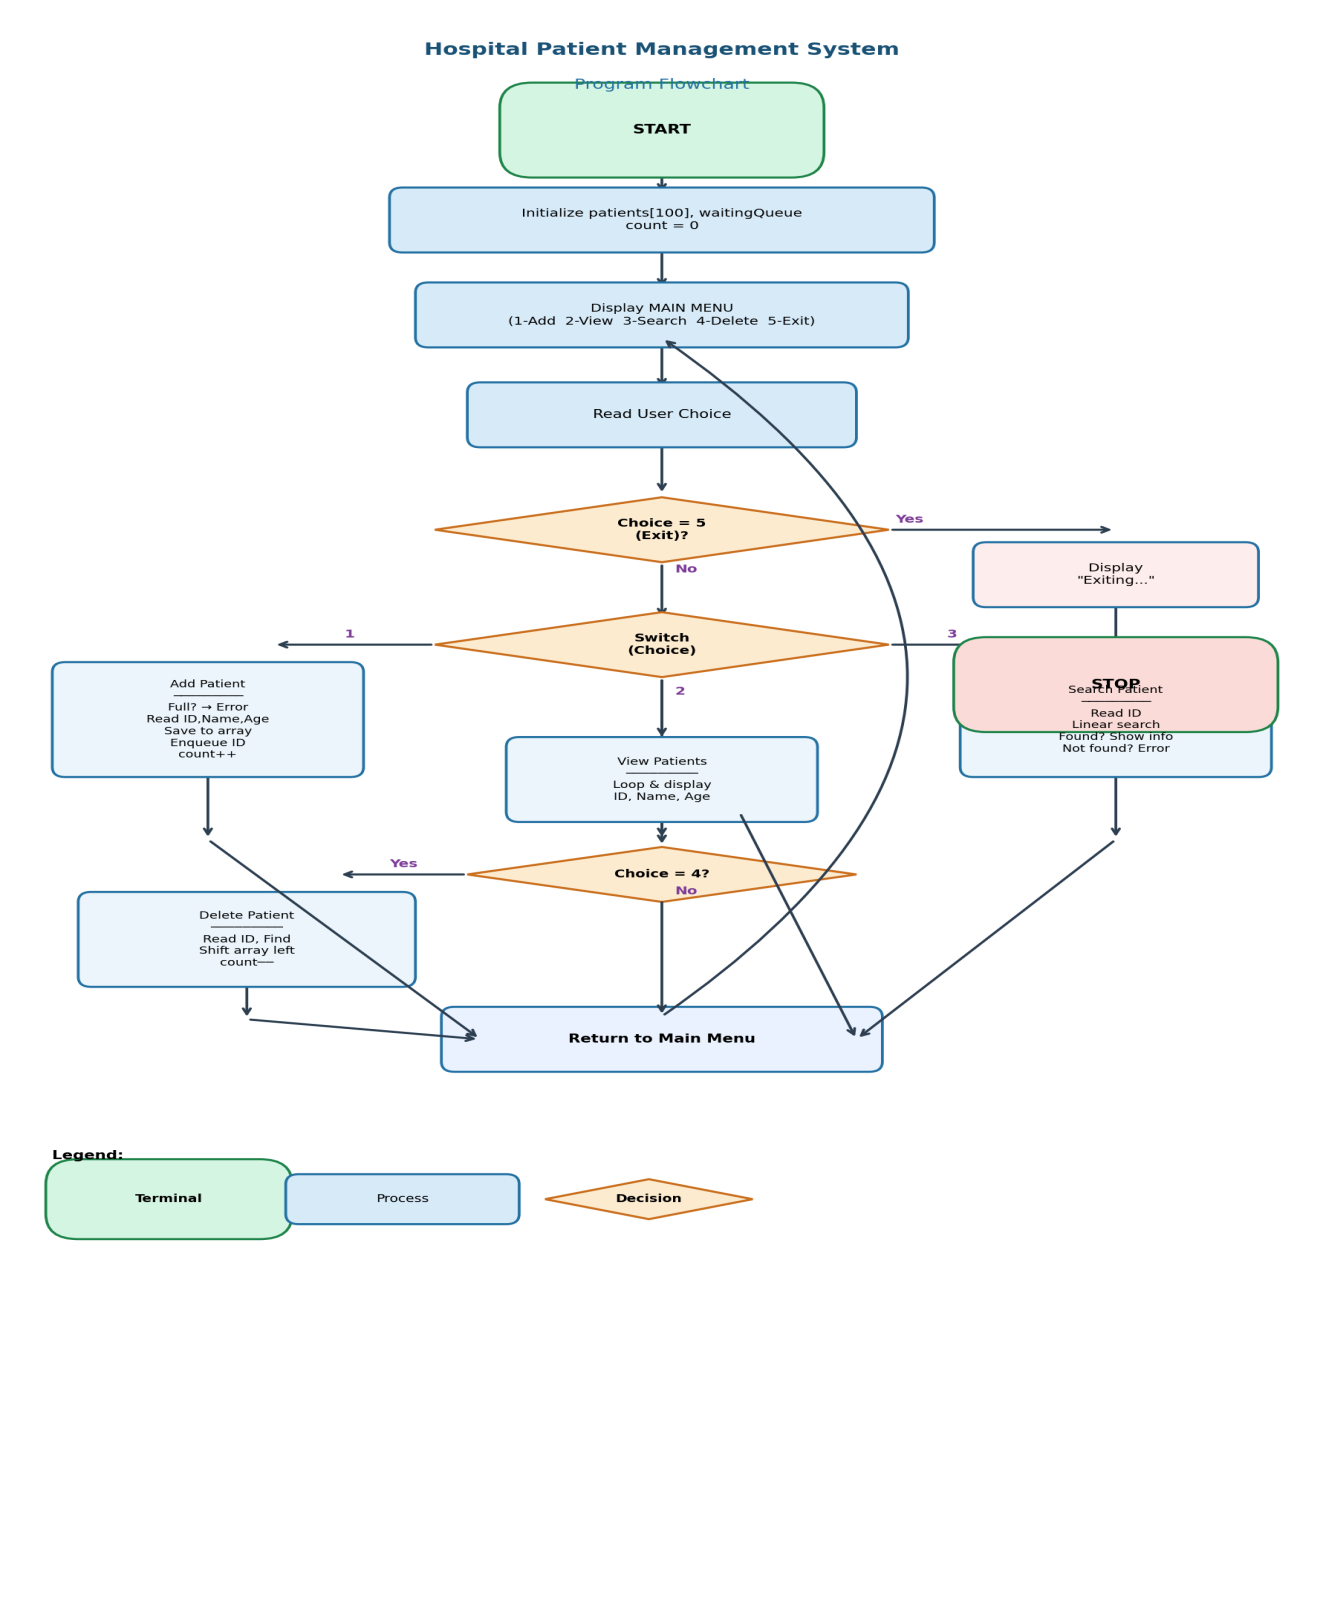 Hospital Patient Management System
Program Flowchart
START
Initialize patients[100], waitingQueue
count = 0
Display MAIN MENU
(1-Add  2-View  3-Search  4-Delete  5-Exit)
Read User Choice
Choice = 5
(Exit)?
Yes
No
Display
"Exiting..."
Switch
(Choice)
1
2
3
STOP
Add Patient
Full? → Error
Read ID,Name,Age
Save to array
Enqueue ID
count++
View Patients
Loop & display
ID, Name, Age
Search Patient
Read ID
Linear search
Found? Show info
Not found? Error
Choice = 4?
Yes
No
Delete Patient
Read ID, Find
Shift array left
count──
Return to Main Menu
Legend:
Terminal
Process
Decision